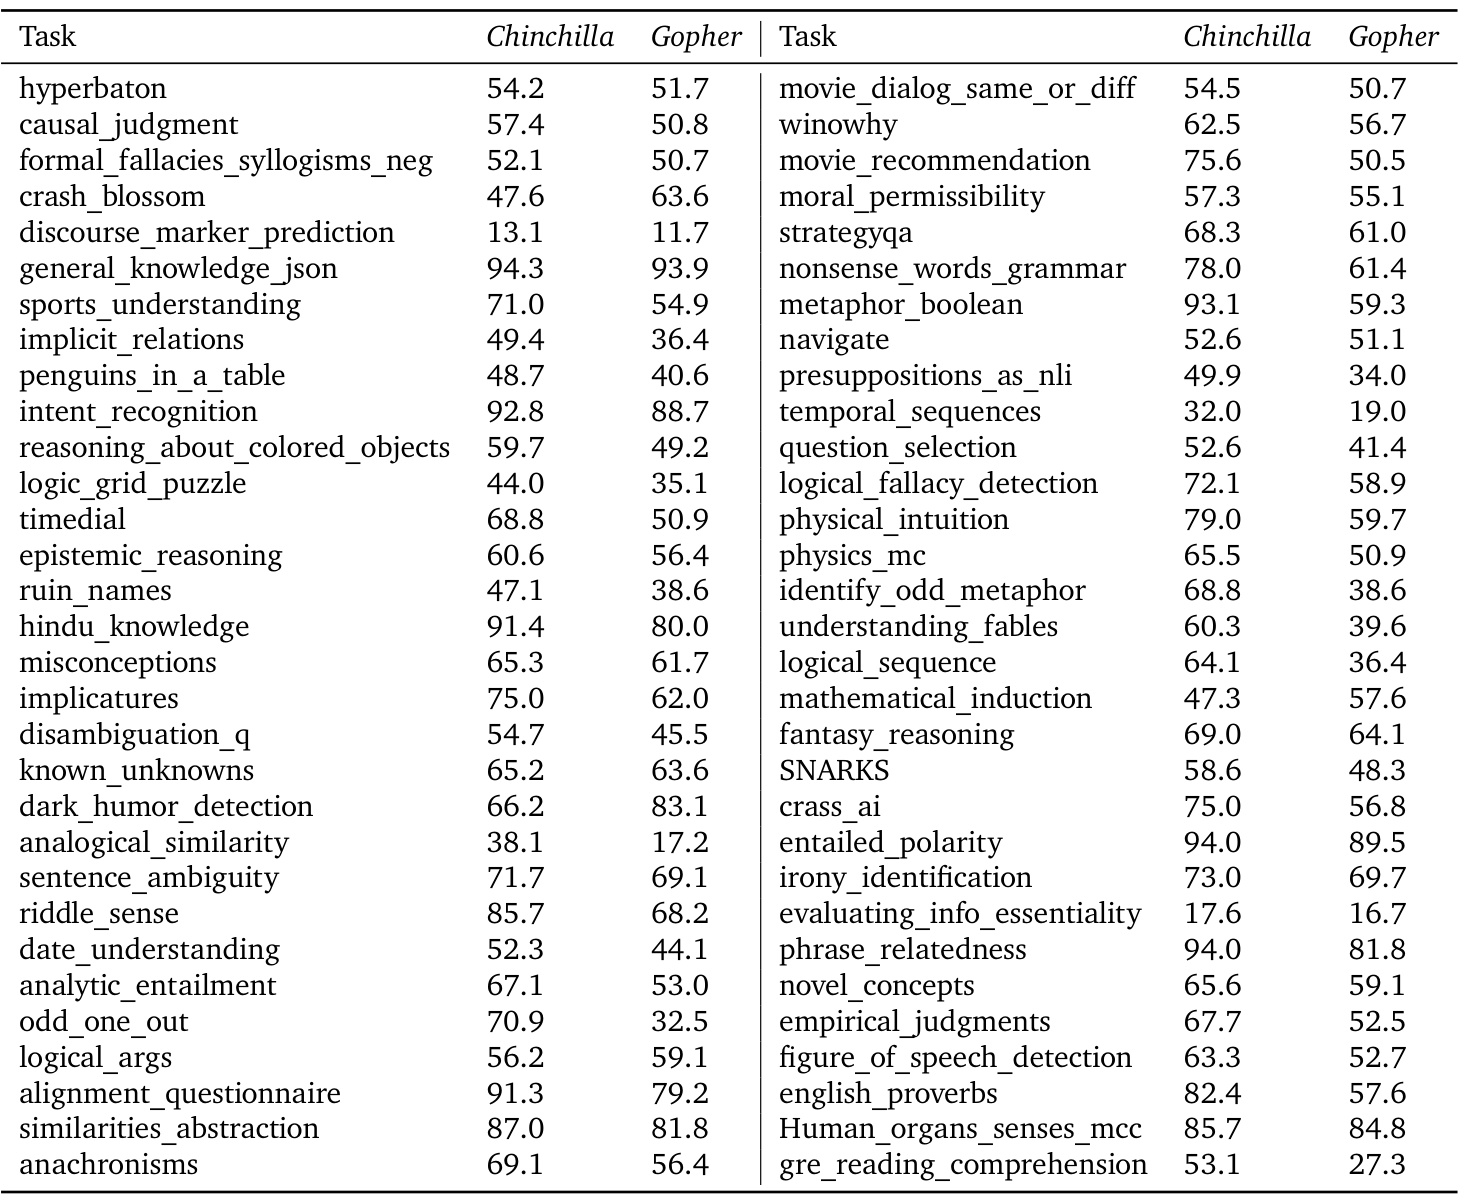 Task Chinchilla Gopher Task Chinchilla Gopher
hyperbaton 54.2 51.7 movie_dialog_same_or_diff 54.5 50.7
causal_judgment 57.4 50.8 winowhy 62.5 56.7
formal_fallacies_syllogisms_neg 52.1 50.7 movie_recommendation 75.6 50.5
crash_blossom 47.6 63.6 moral_permissibility 57.3 55.1
discourse_marker_prediction 13.1 11.7 strategyqa 68.3 61.0
general_knowledge_json 94.3 93.9 nonsense_words_grammar 78.0 61.4
sports_understanding 71.0 54.9 metaphor_boolean 93.1 59.3
implicit_relations 49.4 36.4 navigate 52.6 51.1
penguins_in_a_table 48.7 40.6 presuppositions_as_nli 49.9 34.0
intent_recognition 92.8 88.7 temporal_sequences 32.0 19.0
reasoning_about_colored_objects 59.7 49.2 question_selection 52.6 41.4
logic_grid_puzzle 44.0 35.1 logical_fallacy_detection 72.1 58.9
timedial 68.8 50.9 physical_intuition 79.0 59.7
epistemic_reasoning 60.6 56.4 physics_mc 65.5 50.9
ruin_names 47.1 38.6 identify_odd_metaphor 68.8 38.6
hindu_knowledge 91.4 80.0 understanding_fables 60.3 39.6
misconceptions 65.3 61.7 logical_sequence 64.1 36.4
implicatures 75.0 62.0 mathematical_induction 47.3 57.6
disambiguation_q 54.7 45.5 fantasy_reasoning 69.0 64.1
known_unknowns 65.2 63.6 SNARKS 58.6 48.3
dark_humor_detection 66.2 83.1 crass_ai 75.0 56.8
analogical_similarity 38.1 17.2 entailed_polarity 94.0 89.5
sentence_ambiguity 71.7 69.1 irony_identification 73.0 69.7
riddle_sense 85.7 68.2 evaluating_info_essentiality 17.6 16.7
date_understanding 52.3 44.1 phrase_relatedness 94.0 81.8
analytic_entailment 67.1 53.0 novel_concepts 65.6 59.1
odd_one_out 70.9 32.5 empirical_judgments 67.7 52.5
logical_args 56.2 59.1 figure_of_speech_detection 63.3 52.7
alignment_questionnaire 91.3 79.2 english_proverbs 82.4 57.6
similarities_abstraction 87.0 81.8 Human_organs_senses_mcc 85.7 84.8
anachronisms 69.1 56.4 gre_reading_comprehension 53.1 27.3